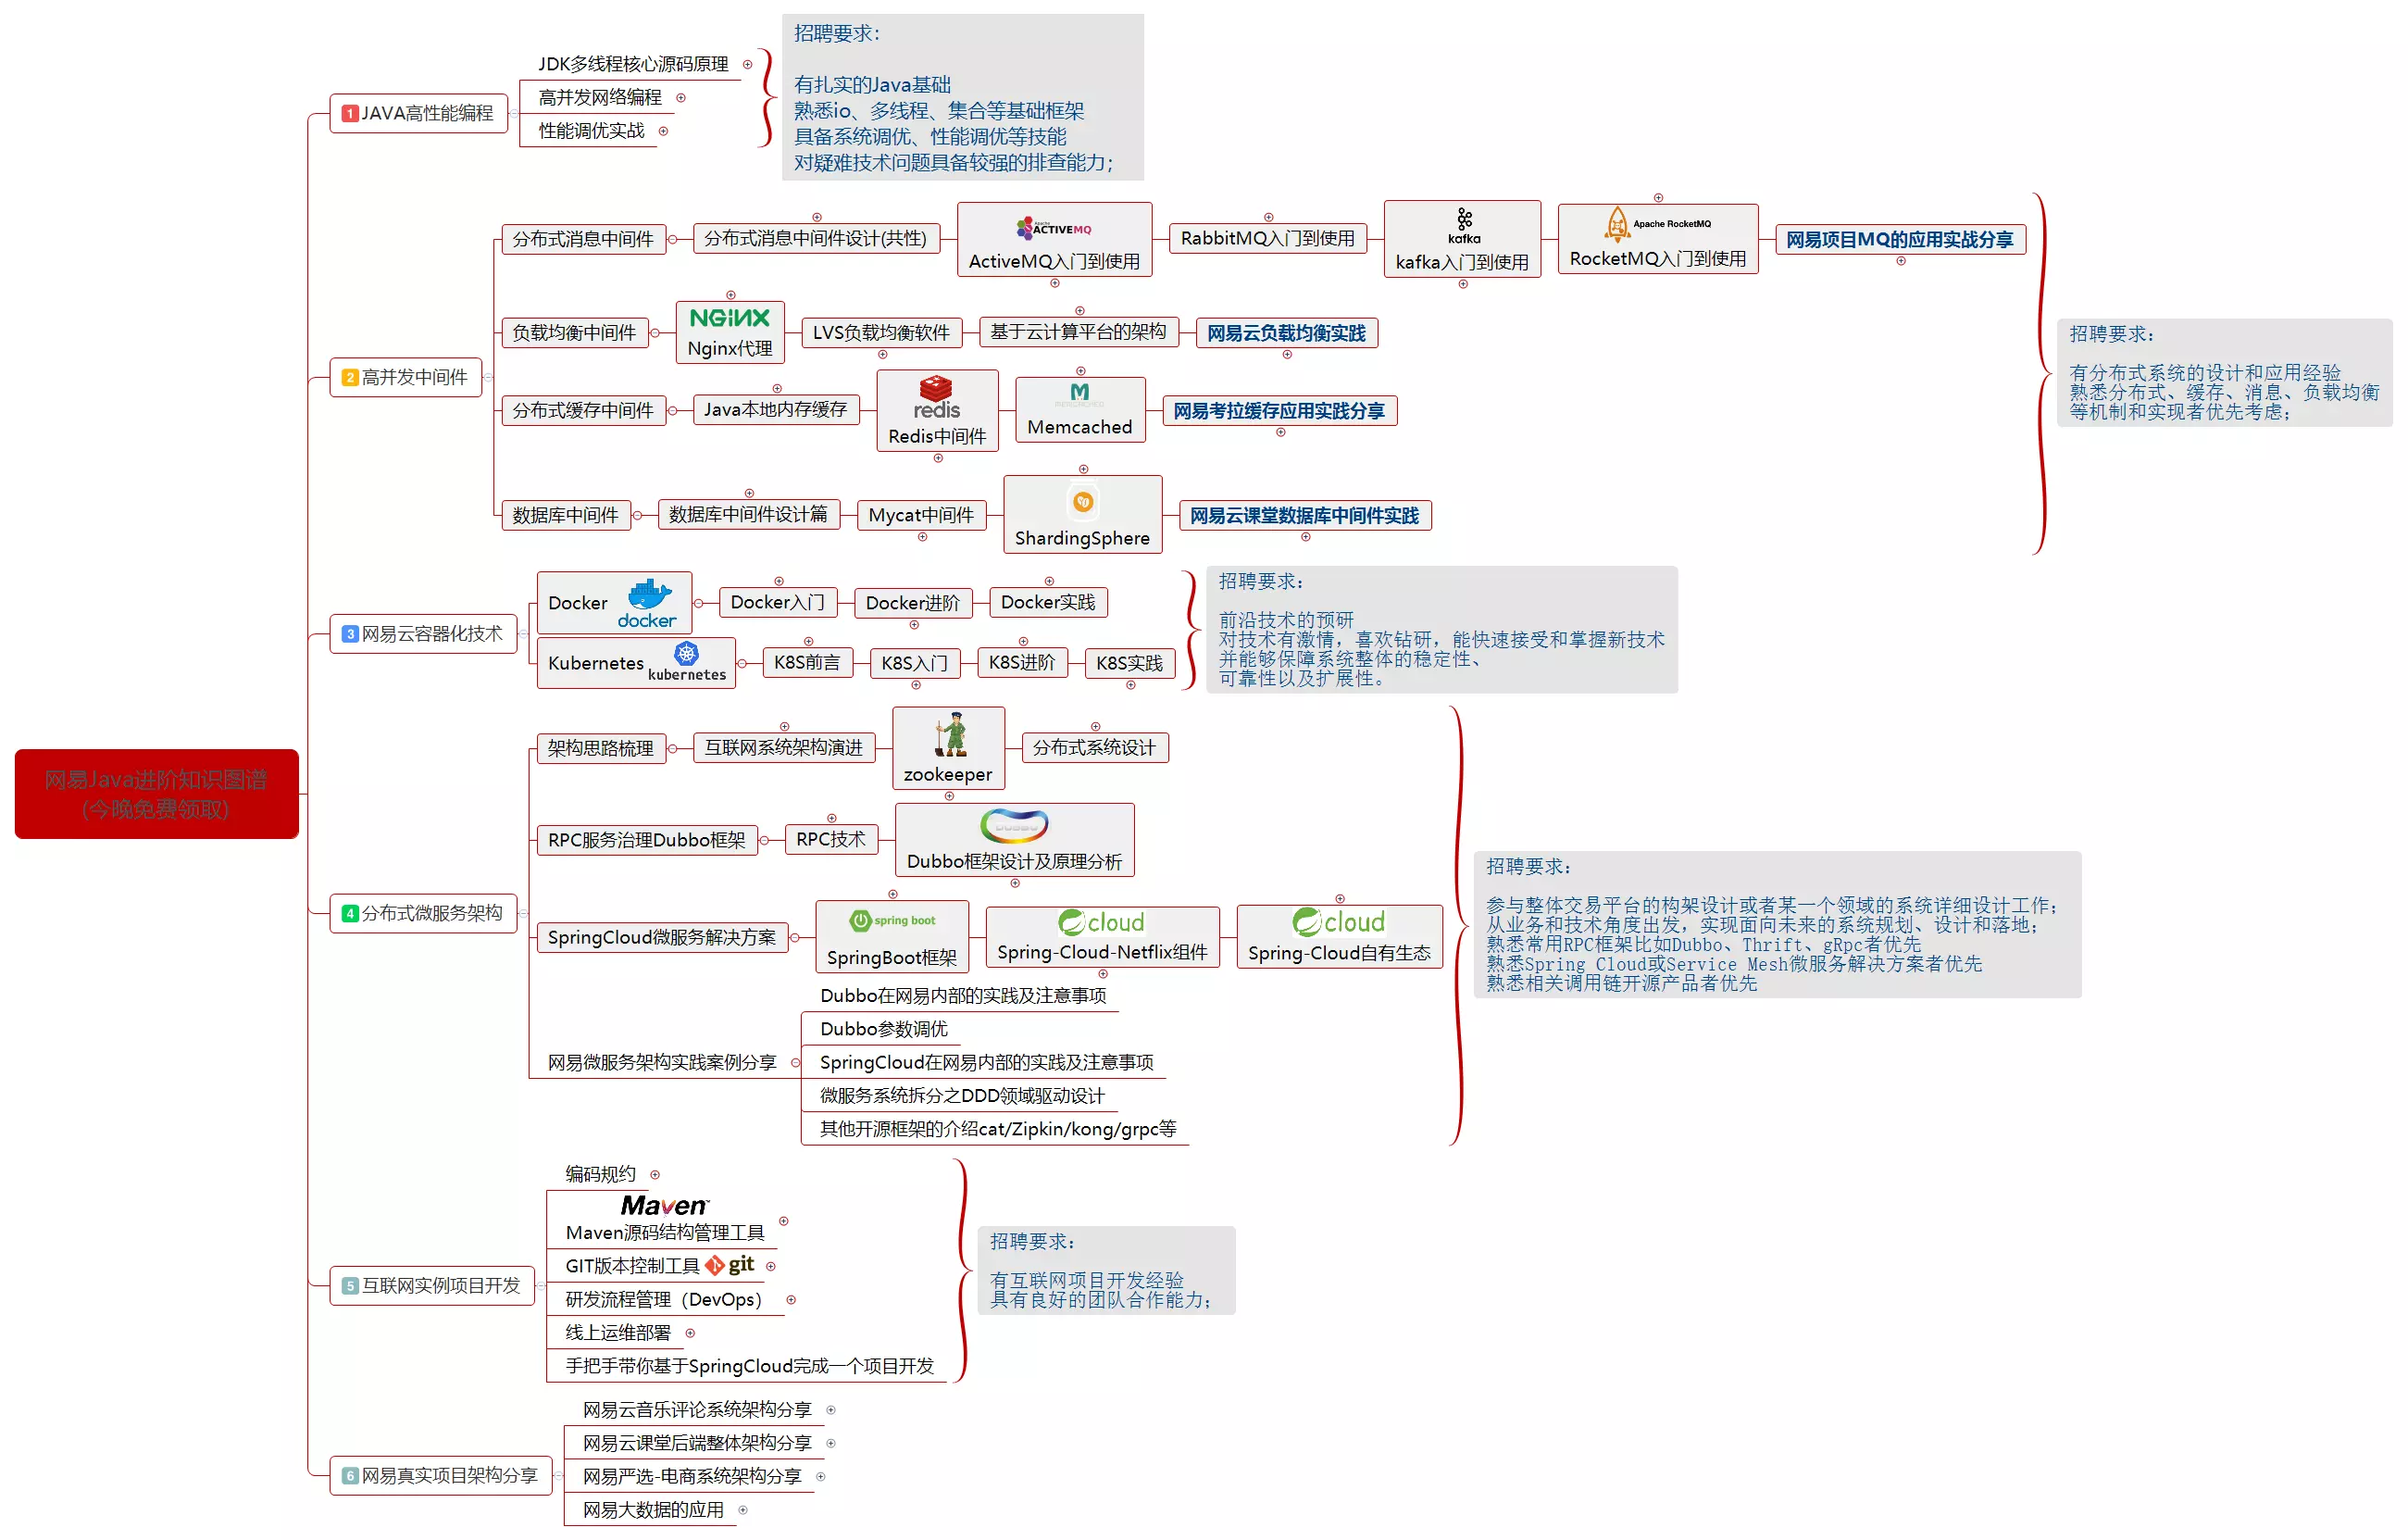 网易Java进阶知识图谱
(今晚免费领取)
1 JAVA高性能编程
JDK多线程核心源码原理
高并发网络编程
性能调优实战
招聘要求：
有扎实的Java基础
熟悉io、多线程、集合等基础框架
具备系统调优、性能调优等技能
对疑难技术问题具备较强的排查能力；
2 高并发中间件
分布式消息中间件
分布式消息中间件设计(共性)
Apache
ACTIVEMQ
ActiveMQ入门到使用
RabbitMQ入门到使用
kafka
kafka入门到使用
Apache RocketMQ
RocketMQ入门到使用
网易项目MQ的应用实战分享
负载均衡中间件
NGINX
Nginx代理
LVS负载均衡软件
基于云计算平台的架构
网易云负载均衡实践
分布式缓存中间件
Java本地内存缓存
redis
Redis中间件
Memcached
网易考拉缓存应用实践分享
数据库中间件
数据库中间件设计篇
Mycat中间件
ShardingSphere
网易云课堂数据库中间件实践
招聘要求：
有分布式系统的设计和应用经验
熟悉分布式、缓存、消息、负载均衡
等机制和实现者优先考虑；
3 网易云容器化技术
Docker
docker
Docker入门
Docker进阶
Docker实践
Kubernetes
kubernetes
K8S前言
K8S入门
K8S进阶
K8S实践
招聘要求：
前沿技术的预研
对技术有激情，喜欢钻研，能快速接受和掌握新技术
并能够保障系统整体的稳定性、
可靠性以及扩展性。
4 分布式微服务架构
架构思路梳理
互联网系统架构演进
zookeeper
分布式系统设计
RPC服务治理Dubbo框架
RPC技术
DUBBO
Dubbo框架设计及原理分析
SpringCloud微服务解决方案
spring boot
SpringBoot框架
cloud
Spring-Cloud-Netflix组件
cloud
Spring-Cloud自有生态
网易微服务架构实践案例分享
Dubbo在网易内部的实践及注意事项
Dubbo参数调优
SpringCloud在网易内部的实践及注意事项
微服务系统拆分之DDD领域驱动设计
其他开源框架的介绍cat/Zipkin/kong/grpc等
招聘要求：
参与整体交易平台的构架设计或者某一个领域的系统详细设计工作；
从业务和技术角度出发，实现面向未来的系统规划、设计和落地；
熟悉常用RPC框架比如Dubbo、Thrift、gRpc者优先
熟悉Spring Cloud或Service Mesh微服务解决方案者优先
熟悉相关调用链开源产品者优先
5 互联网实例项目开发
编码规约
Maven™
Maven源码结构管理工具
GIT版本控制工具 git
研发流程管理（DevOps）
线上运维部署
手把手带你基于SpringCloud完成一个项目开发
招聘要求：
有互联网项目开发经验
具有良好的团队合作能力；
6 网易真实项目架构分享
网易云音乐评论系统架构分享
网易云课堂后端整体架构分享
网易严选-电商系统架构分享
网易大数据的应用